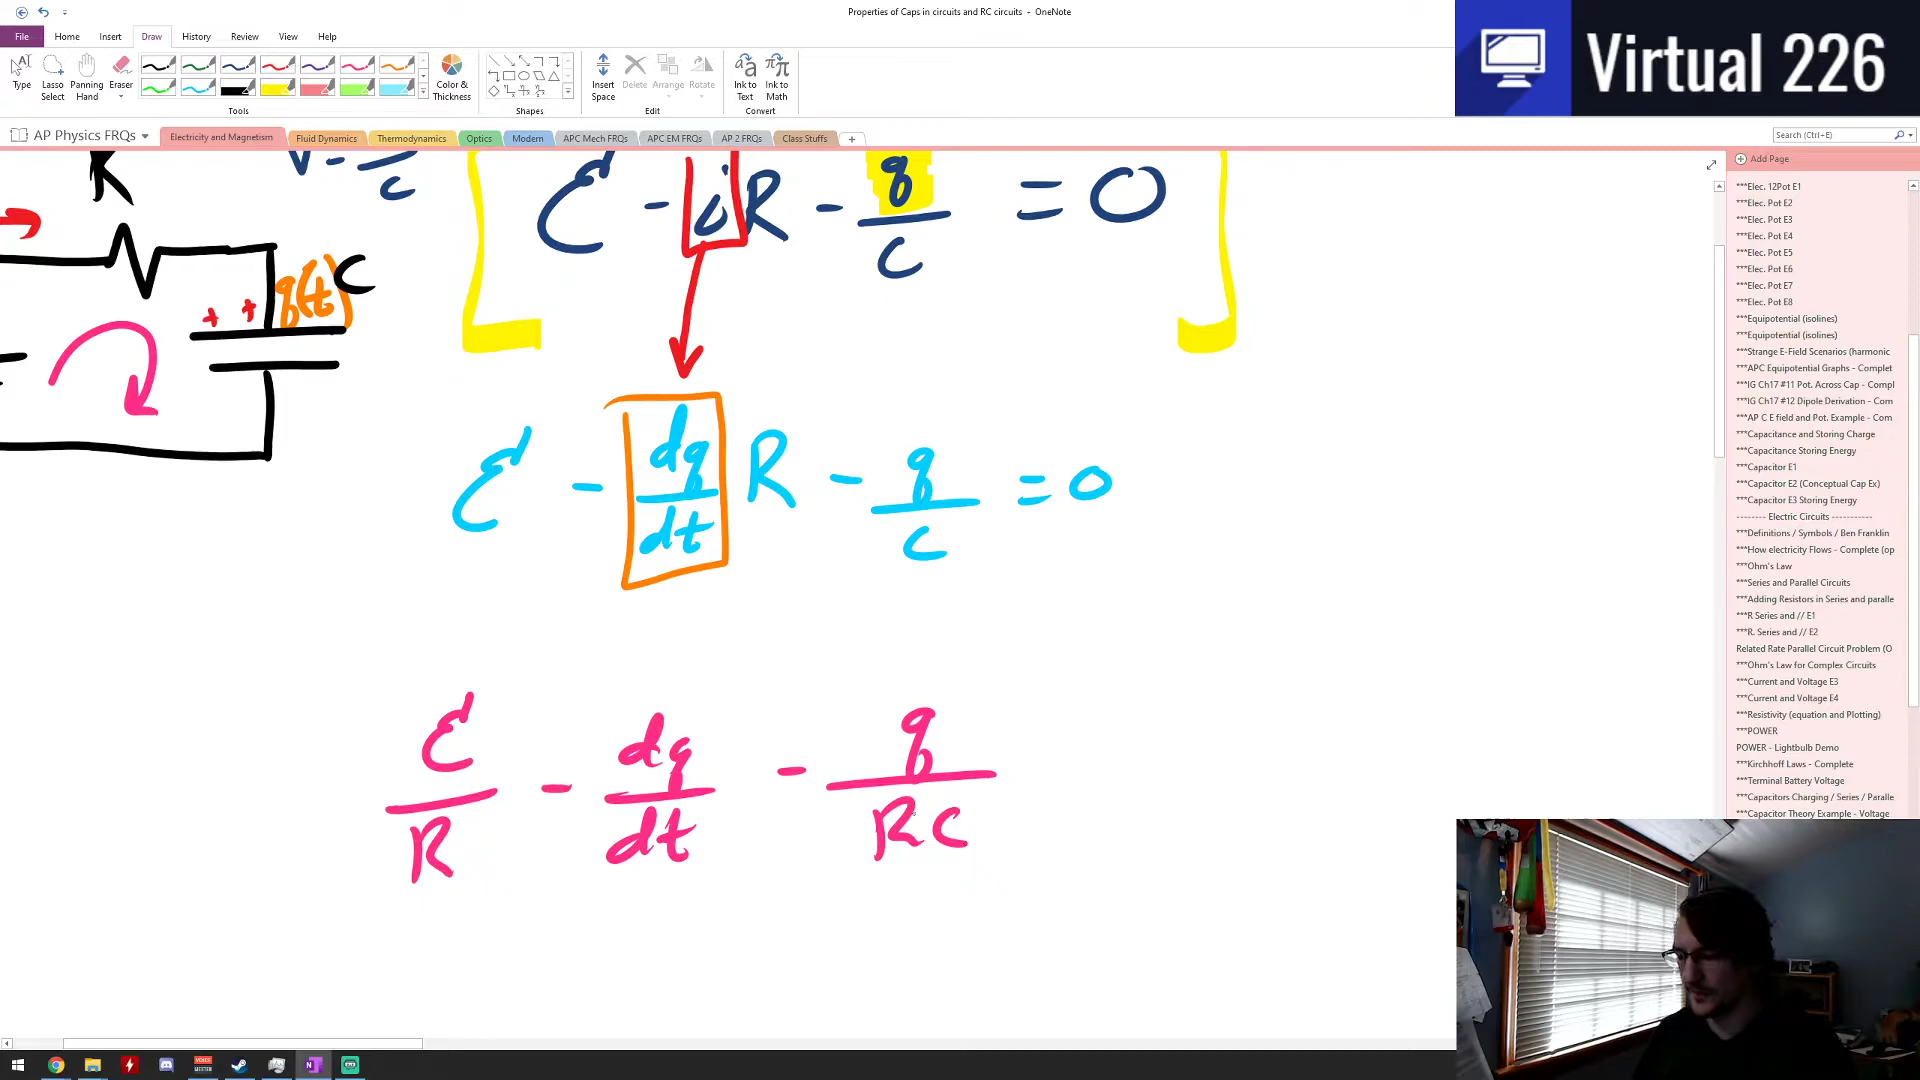 Properties of Caps in circuits and RC circuits - OneNote
Virtual 226
File Home Insert Draw History Review View Help
Type
Lasso Select
Panning Hand
Eraser
Color & Thickness
Insert Space
Delete
Arrange
Rotate
Ink to Text
Ink to Math
Tools
Shapes
Edit
Convert
AP Physics FRQs
Electricity and Magnetism
Fluid Dynamics
Thermodynamics
Optics
Modern
APC Mech FRQs
APC EM FRQs
AP 2 FRQs
Class Stuffs
Search (Ctrl+E)
Add Page
***Elec. 12Pot E1
***Elec. Pot E2
***Elec. Pot E3
***Elec. Pot E4
***Elec. Pot E5
***Elec. Pot E6
***Elec. Pot E7
***Elec. Pot E8
***Equipotential (isolines)
***Equipotential (isolines)
***Strange E-Field Scenarios (harmonic
***APC Equipotential Graphs - Complet
***IG Ch17 #11 Pot. Across Cap - Compl
***IG Ch17 #12 Dipole Derivation - Com
***AP C E field and Pot. Example - Com
***Capacitance and Storing Charge
***Capacitance Storing Energy
***Capacitor E1
***Capacitor E2 (Conceptual Cap Ex)
***Capacitor E3 Storing Energy
-------- Electric Circuits -----------
***Definitions / Symbols / Ben Franklin
***How electricity Flows - Complete (op
***Ohm's Law
***Series and Parallel Circuits
***Adding Resistors in Series and paralle
***R Series and // E1
***R. Series and // E2
Related Rate Parallel Circuit Problem (O
***Ohm's Law for Complex Circuits
***Current and Voltage E3
***Current and Voltage E4
***Resistivity (equation and Plotting)
***POWER
POWER - Lightbulb Demo
***Kirchhoff Laws - Complete
***Terminal Battery Voltage
***Capacitors Charging / Series / Paralle
***Capacitor Theory Example - Voltage
R
C
q(t) C
+ +
ℰ - iR - q/C = 0
ℰ - dq/dt R - q/C = 0
ℰ/R - dq/dt - q/RC